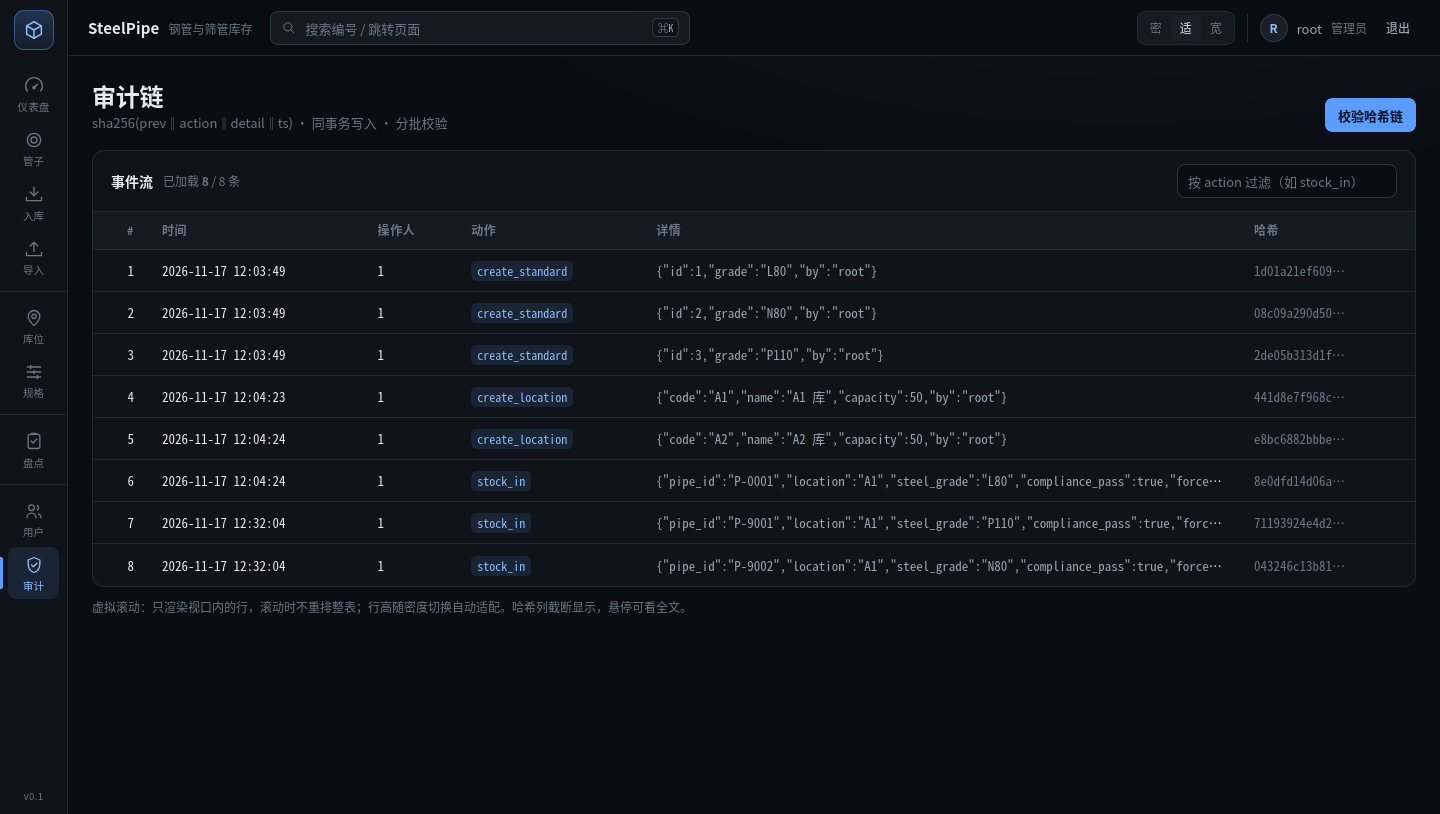 SteelPipe 钢管与筛管库存 搜索编号 / 跳转页面 ⌘K 密 适 宽 R root 管理员 退出
仪表盘
管子
入库
导入
库位
规格
盘点
用户
审计
v0.1
审计链
sha256(prev ‖ action ‖ detail ‖ ts) · 同事务写入 · 分批校验
校验哈希链
事件流 已加载 8 / 8 条 按 action 过滤（如 stock_in）
# 时间 操作人 动作 详情 哈希
1 2026-11-17 12:03:49 1 create_standard {"id":1,"grade":"L80","by":"root"} 1d01a21ef609…
2 2026-11-17 12:03:49 1 create_standard {"id":2,"grade":"N80","by":"root"} 08c09a290d50…
3 2026-11-17 12:03:49 1 create_standard {"id":3,"grade":"P110","by":"root"} 2de05b313d1f…
4 2026-11-17 12:04:23 1 create_location {"code":"A1","name":"A1 库","capacity":50,"by":"root"} 441d8e7f968c…
5 2026-11-17 12:04:24 1 create_location {"code":"A2","name":"A2 库","capacity":50,"by":"root"} e8bc6882bbbe…
6 2026-11-17 12:04:24 1 stock_in {"pipe_id":"P-0001","location":"A1","steel_grade":"L80","compliance_pass":true,"force… 8e0dfd14d06a…
7 2026-11-17 12:32:04 1 stock_in {"pipe_id":"P-9001","location":"A1","steel_grade":"P110","compliance_pass":true,"forc… 71193924e4d2…
8 2026-11-17 12:32:04 1 stock_in {"pipe_id":"P-9002","location":"A1","steel_grade":"N80","compliance_pass":true,"force… 043246c13b81…
虚拟滚动：只渲染视口内的行，滚动时不重排整表；行高随密度切换自动适配。哈希列截断显示，悬停可看全文。